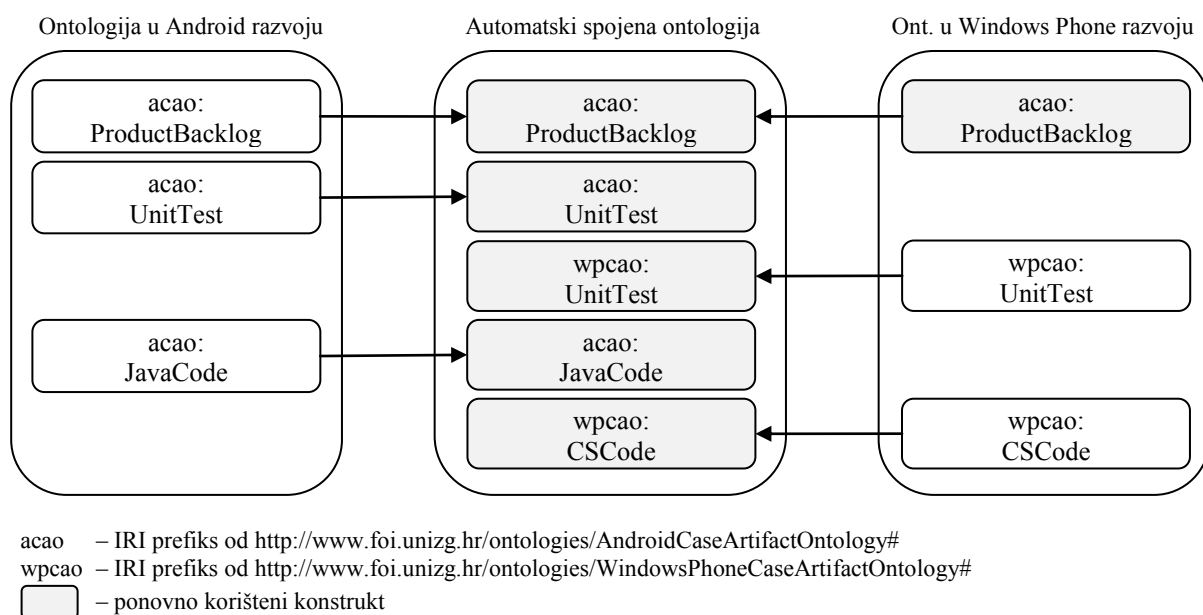 Ontologija u Android razvoju
Automatski spojena ontologija
Ont. u Windows Phone razvoju
acao:
ProductBacklog
acao:
ProductBacklog
acao:
ProductBacklog
acao:
UnitTest
acao:
UnitTest
wpcao:
UnitTest
wpcao:
UnitTest
acao:
JavaCode
acao:
JavaCode
wpcao:
CSCode
wpcao:
CSCode
acao – IRI prefiks od http://www.foi.unizg.hr/ontologies/AndroidCaseArtifactOntology#
wpcao – IRI prefiks od http://www.foi.unizg.hr/ontologies/WindowsPhoneCaseArtifactOntology#
– ponovno korišteni konstrukt